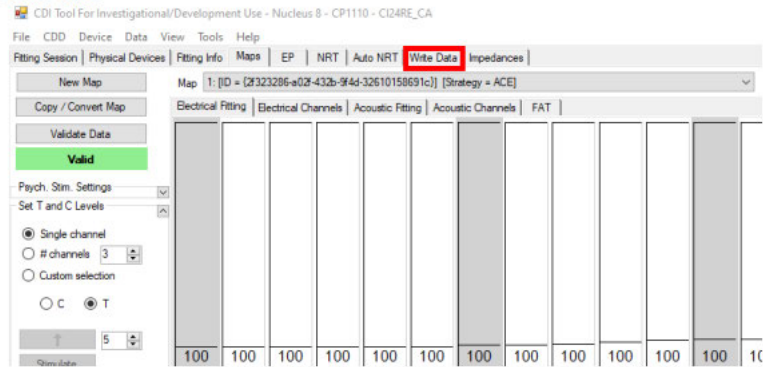 CDI Tool For Investigational/Development Use - Nucleus 8 - CP1110 - CI24RE_CA
File CDD Device Data View Tools Help
Fitting Session Physical Devices Fitting Info Maps EP NRT Auto NRT Write Data Impedances
New Map
Map 1: [ID = {2f323286-a02f-432b-9f4d-32610158691c}] [Strategy = ACE]
Copy / Convert Map
Electrical Fitting Electrical Channels Acoustic Fitting Acoustic Channels FAT
Validate Data
Valid
Psych. Stim. Settings
Set T and C Levels
Single channel
# channels 3
Custom selection
C T
5
Stimulate
100 100 100 100 100 100 100 100 100 100 100 100 10